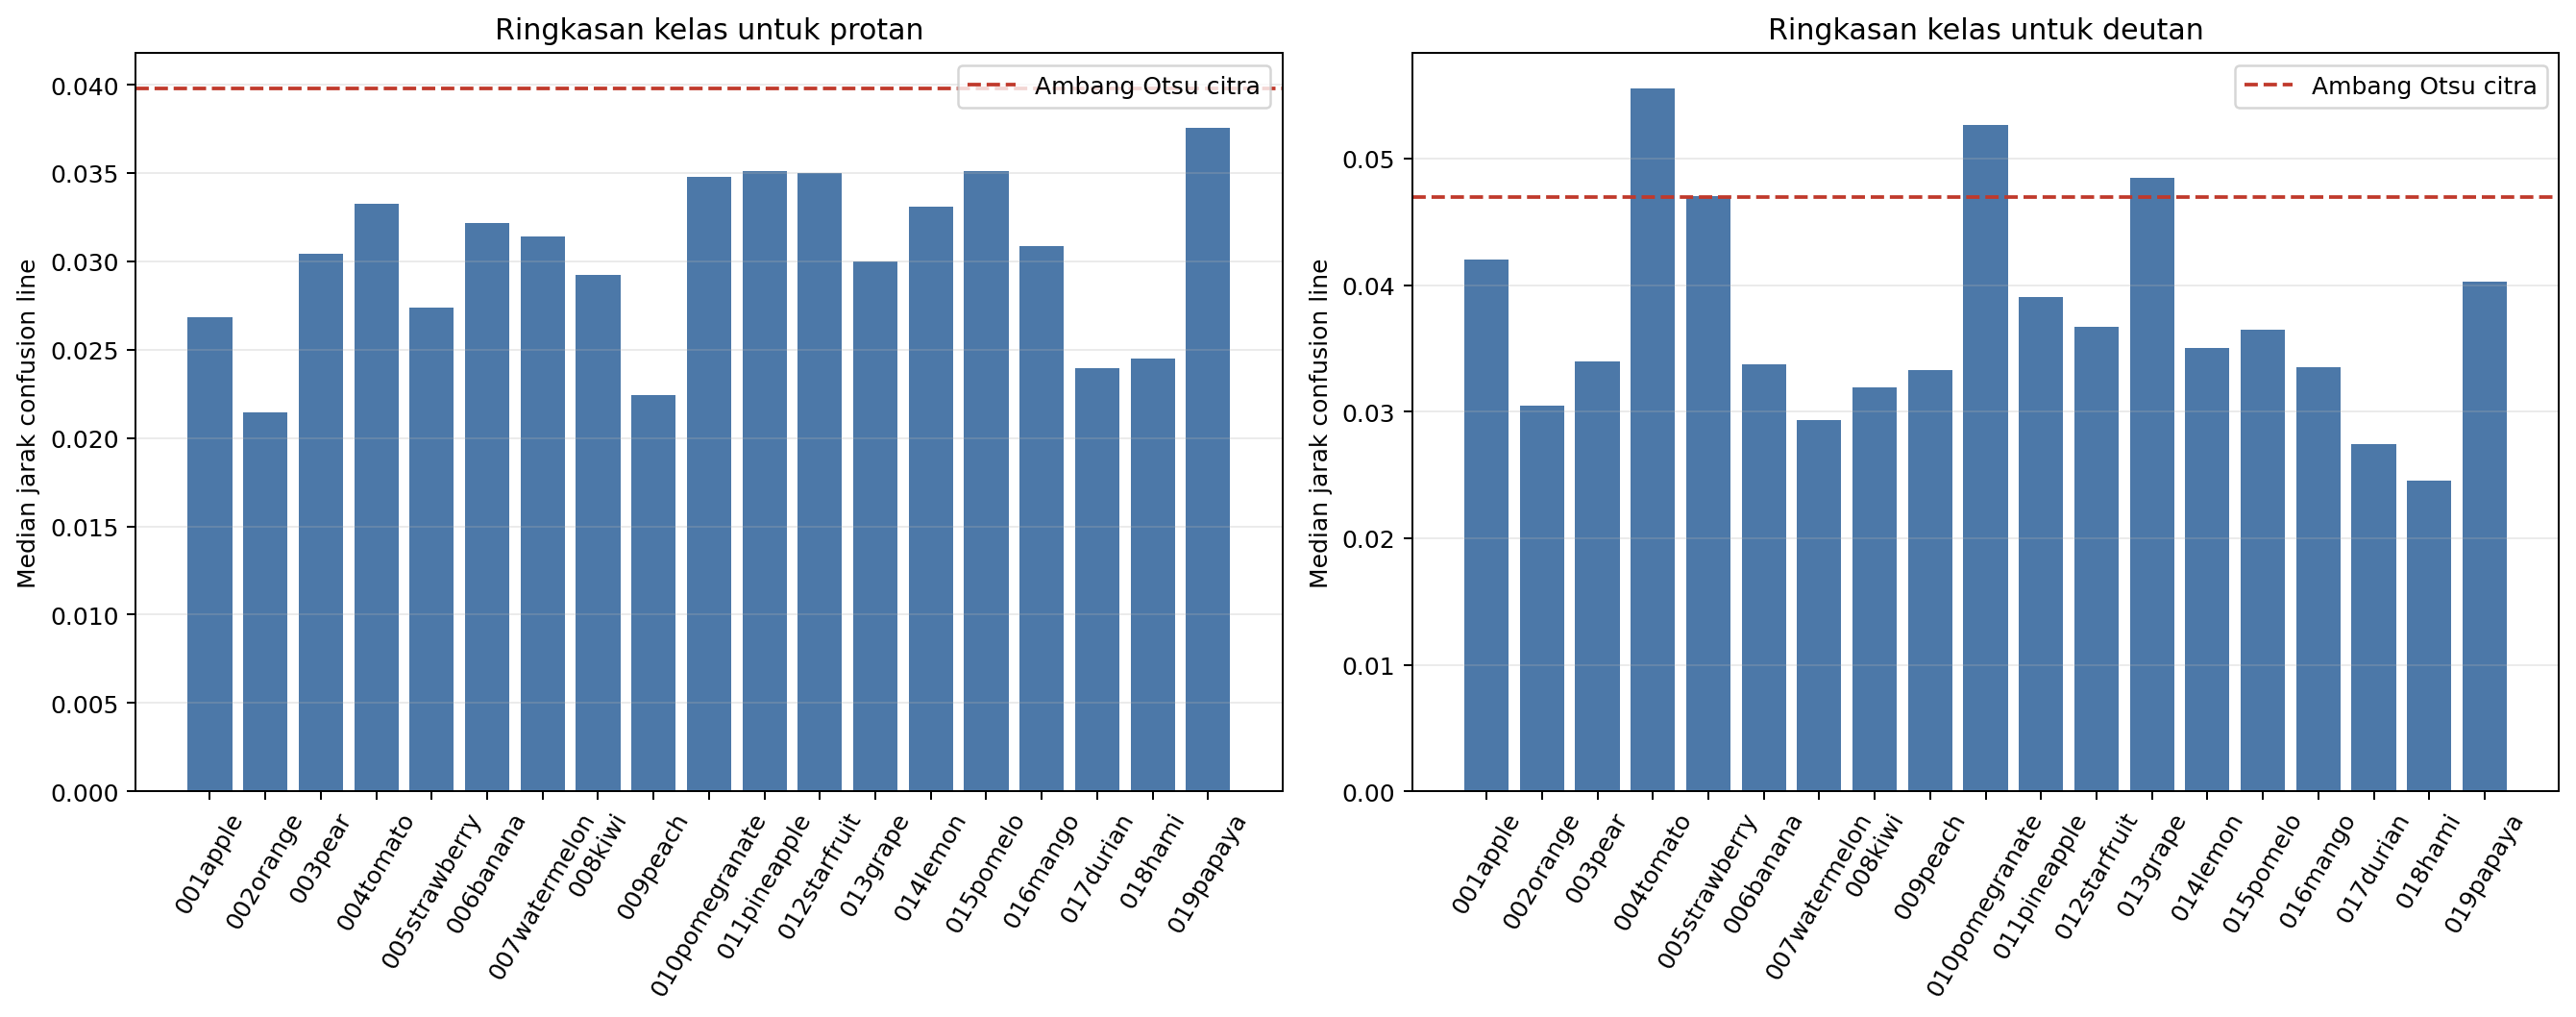 Ringkasan kelas untuk protan
Ambang Otsu citra
Median jarak confusion line
0.040
0.035
0.030
0.025
0.020
0.015
0.010
0.005
0.000
001apple
002orange
003pear
004tomato
005strawberry
006banana
007watermelon
008kiwi
009peach
010pomegranate
011pineapple
012starfruit
013grape
014lemon
015pomelo
016mango
017durian
018hami
019papaya
Ringkasan kelas untuk deutan
Ambang Otsu citra
Median jarak confusion line
0.05
0.04
0.03
0.02
0.01
0.00
001apple
002orange
003pear
004tomato
005strawberry
006banana
007watermelon
008kiwi
009peach
010pomegranate
011pineapple
012starfruit
013grape
014lemon
015pomelo
016mango
017durian
018hami
019papaya